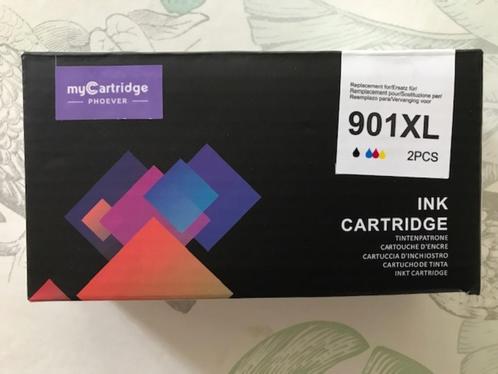 myCartridge
PHOEVER
Replacement for/Ersatz für/
Remplacement pour/Sostituzione per/
Reemplazo para/Vervanging voor
901XL
2PCS
INK
CARTRIDGE
TINTENPATRONE
CARTOUCHE D'ENCRE
CARTUCCIA D'INCHIOSTRO
CARTUCHO DE TINTA
INKT CARTRIDGE